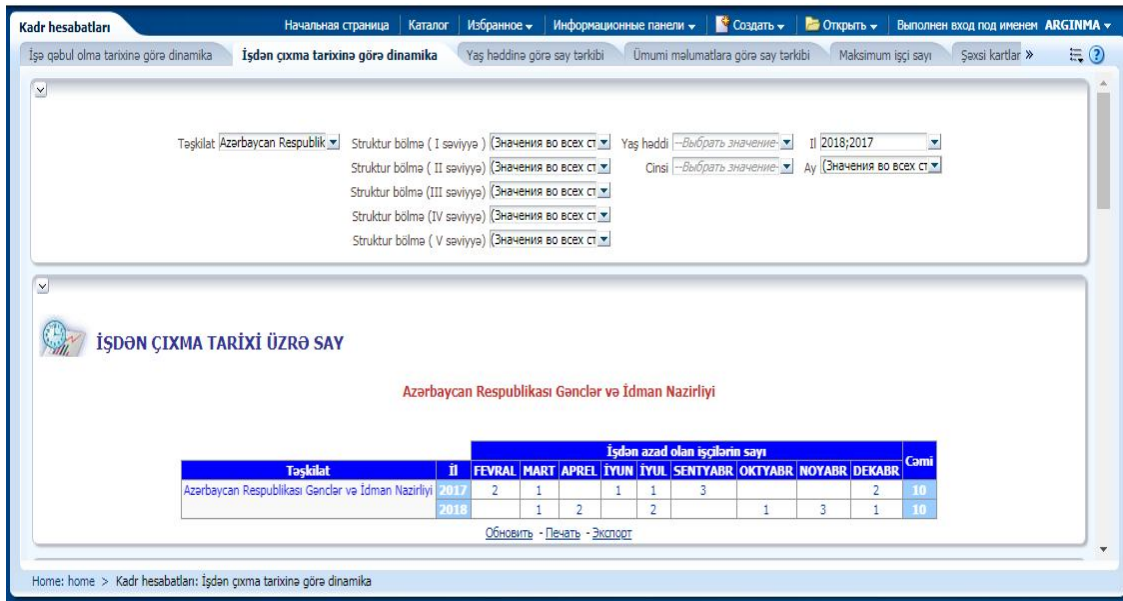 Kadr hesabatları
Начальная страница Каталог Избранное Информационные панели Создать Открыть Выполнен вход под именем ARGINMA
İşə qəbul olma tarixinə görə dinamika İşdən çıxma tarixinə görə dinamika Yaş həddinə görə say tərkibi Ümumi məlumatlara görə say tərkibi Maksimum işçi sayı Şəxsi kartlar »
Təşkilat Azərbaycan Respublik Struktur bölmə ( I səviyyə ) (Значения во всех ст Yaş həddi --Выбрать значение- Il 2018;2017
Struktur bölmə ( II səviyyə) (Значения во всех ст Cinsi --Выбрать значение- Ay (Значения во всех ст
Struktur bölmə (III səviyyə) (Значения во всех ст
Struktur bölmə (IV səviyyə) (Значения во всех ст
Struktur bölmə ( V səviyyə) (Значения во всех ст
İŞDƏN ÇIXMA TARİXİ ÜZRƏ SAY
Azərbaycan Respublikası Gənclər və İdman Nazirliyi
İşdən azad olan işçilərin sayı Cəmi
Təşkilat İl FEVRAL MART APREL İYUN İYUL SENTYABR OKTYABR NOYABR DEKABR
Azərbaycan Respublikası Gənclər və İdman Nazirliyi 2017 2 1 1 1 3 2 10
2018 1 2 2 1 3 1 10
Обновить - Печать - Экспорт
Home: home > Kadr hesabatları: İşdən çıxma tarixinə görə dinamika